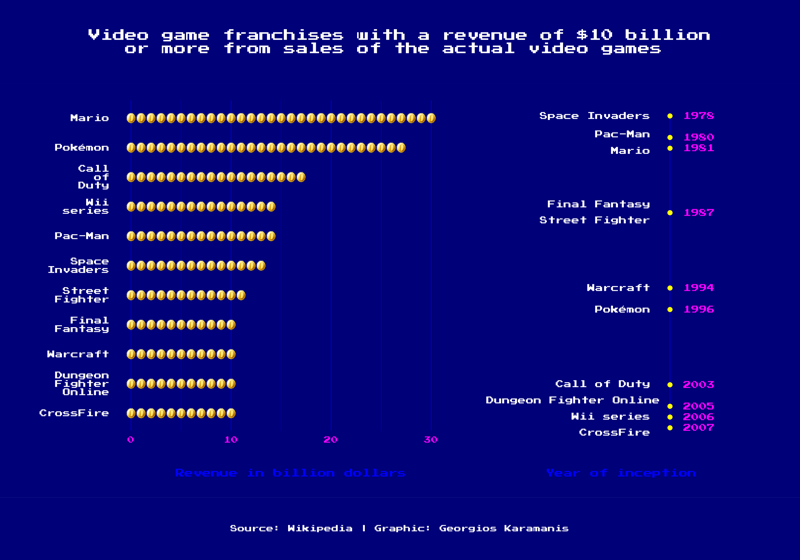 Video game franchises with a revenue of $10 billion
or more from sales of the actual video games
Mario
Pokémon
Call
of
Duty
Wii
series
Pac-Man
Space
Invaders
Street
Fighter
Final
Fantasy
Warcraft
Dungeon
Fighter
Online
CrossFire
0 10 20 30
Revenue in billion dollars
Space Invaders 1978
Pac-Man 1980
Mario 1981
Final Fantasy
1987
Street Fighter
Warcraft 1994
Pokémon 1996
Call of Duty 2003
Dungeon Fighter Online 2005
Wii series 2006
CrossFire 2007
Year of inception
Source: Wikipedia | Graphic: Georgios Karamanis